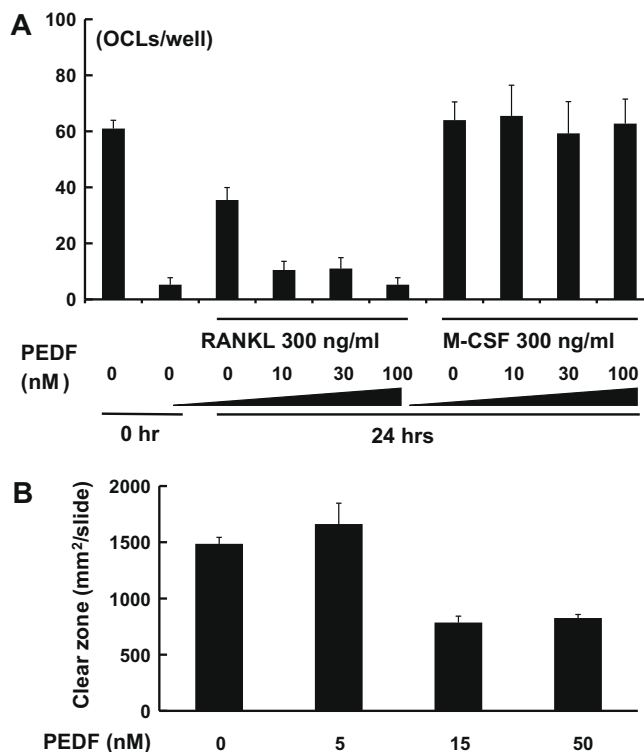 A
(OCLs/well)
100
80
60
40
20
0
RANKL 300 ng/ml M-CSF 300 ng/ml
PEDF
(nM)
0 0 0 10 30 100 0 10 30 100
0 hr 24 hrs
B
Clear zone (mm²/slide)
2000
1500
1000
500
0
PEDF (nM) 0 5 15 50